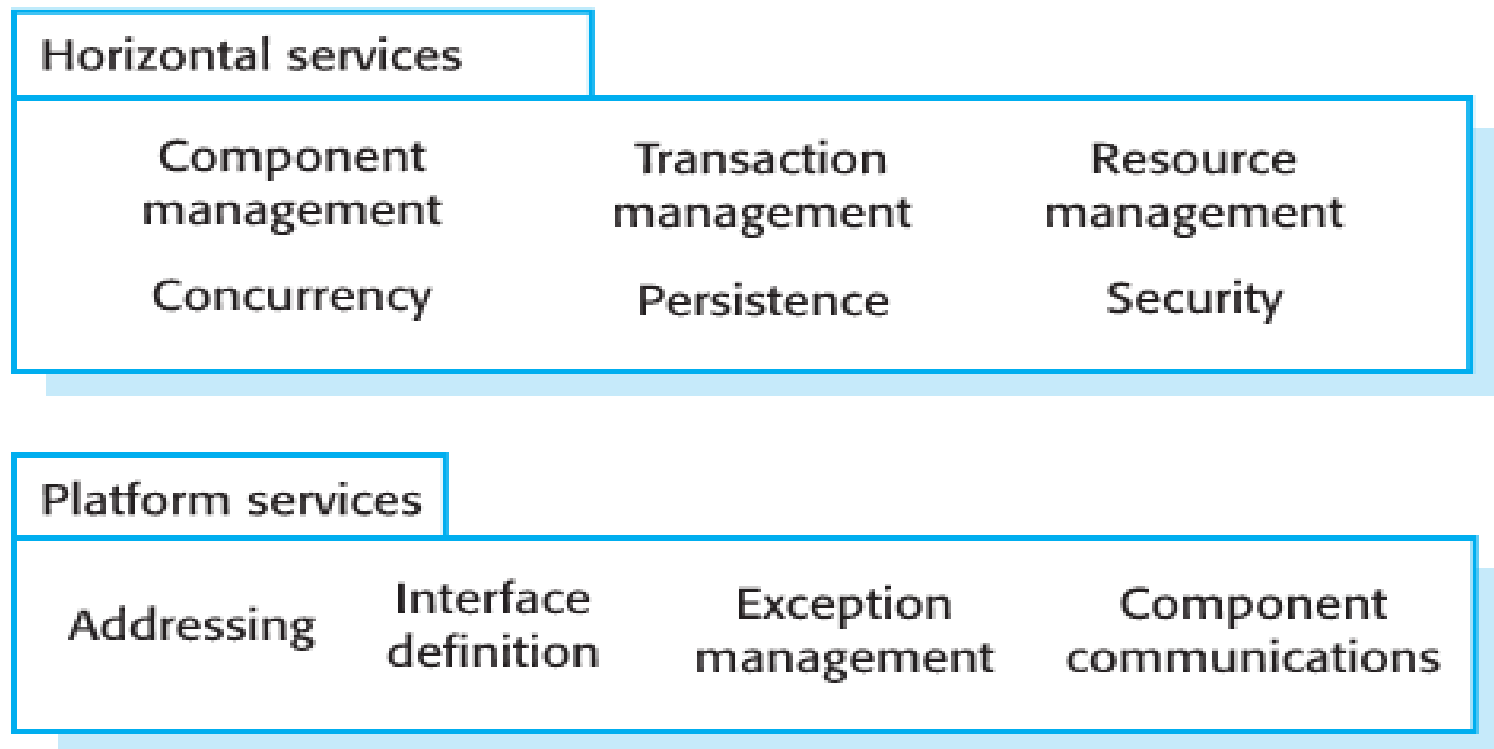 Horizontal services
Component Transaction Resource
management management management
Concurrency Persistence Security
Platform services
Addressing Interface definition Exception management Component communications